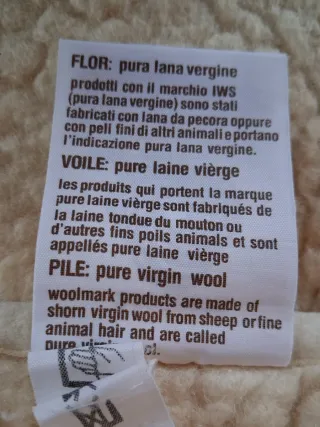 FLOR: pura lana vergine
prodotti con il marchio IWS
(pura lana vergine) sono stati
fabricati con lana da pecora oppure
con peli fini di altri animali e portano
l'indicazione pura lana vergine.
VOILE: pure laine vièrge
les produits qui portent la marque
pure laine vièrge sont fabriqués de
la laine tondue du mouton ou
d'autres fins poils animals et sont
appellés pure laine vièrge
PILE: pure virgin wool
woolmark products are made of
shorn virgin wool from sheep or fine
animal hair and are called
pure